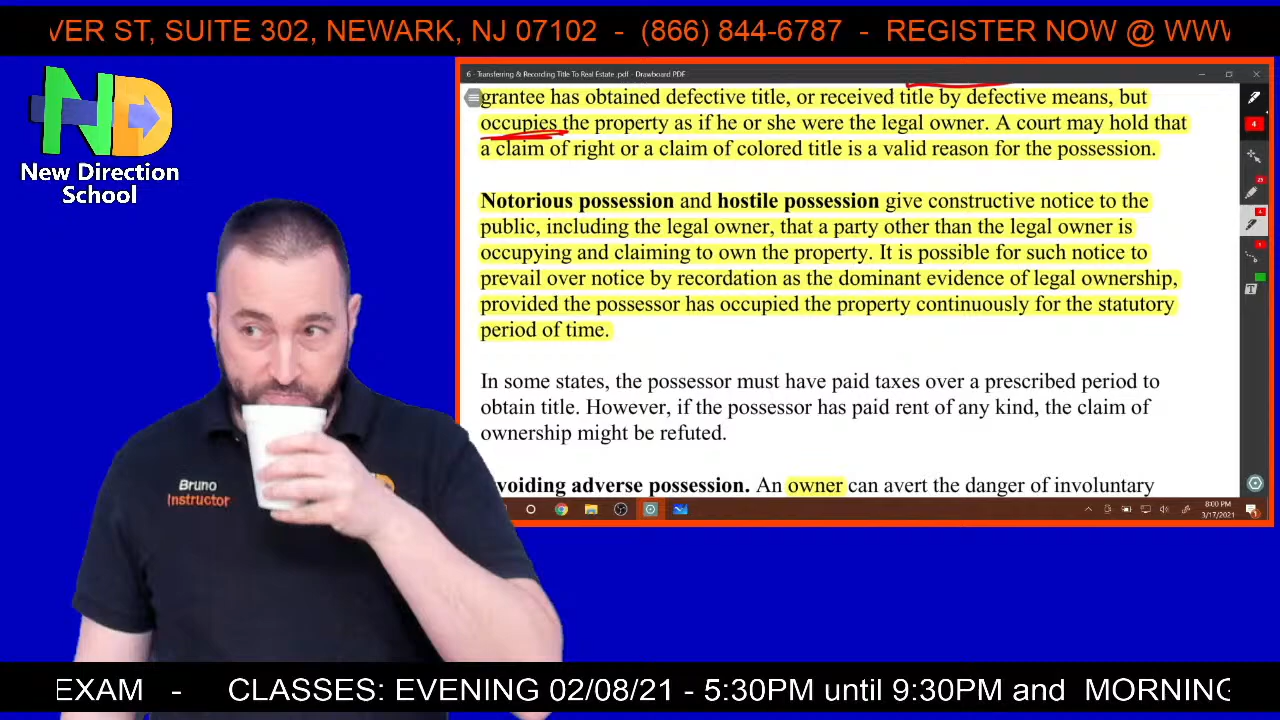 VER ST, SUITE 302, NEWARK, NJ 07102 - (866) 844-6787 - REGISTER NOW @ WWW
ND
New Direction
School
6 - Transferring & Recording Title To Real Estate .pdf - Drawboard PDF
grantee has obtained defective title, or received title by defective means, but
occupies the property as if he or she were the legal owner. A court may hold that
a claim of right or a claim of colored title is a valid reason for the possession.
Notorious possession and hostile possession give constructive notice to the
public, including the legal owner, that a party other than the legal owner is
occupying and claiming to own the property. It is possible for such notice to
prevail over notice by recordation as the dominant evidence of legal ownership,
provided the possessor has occupied the property continuously for the statutory
period of time.
In some states, the possessor must have paid taxes over a prescribed period to
obtain title. However, if the possessor has paid rent of any kind, the claim of
ownership might be refuted.
voiding adverse possession. An owner can avert the danger of involuntary
8:00 PM
3/17/2021
Bruno
Instructor
EXAM - CLASSES: EVENING 02/08/21 - 5:30PM until 9:30PM and MORNING